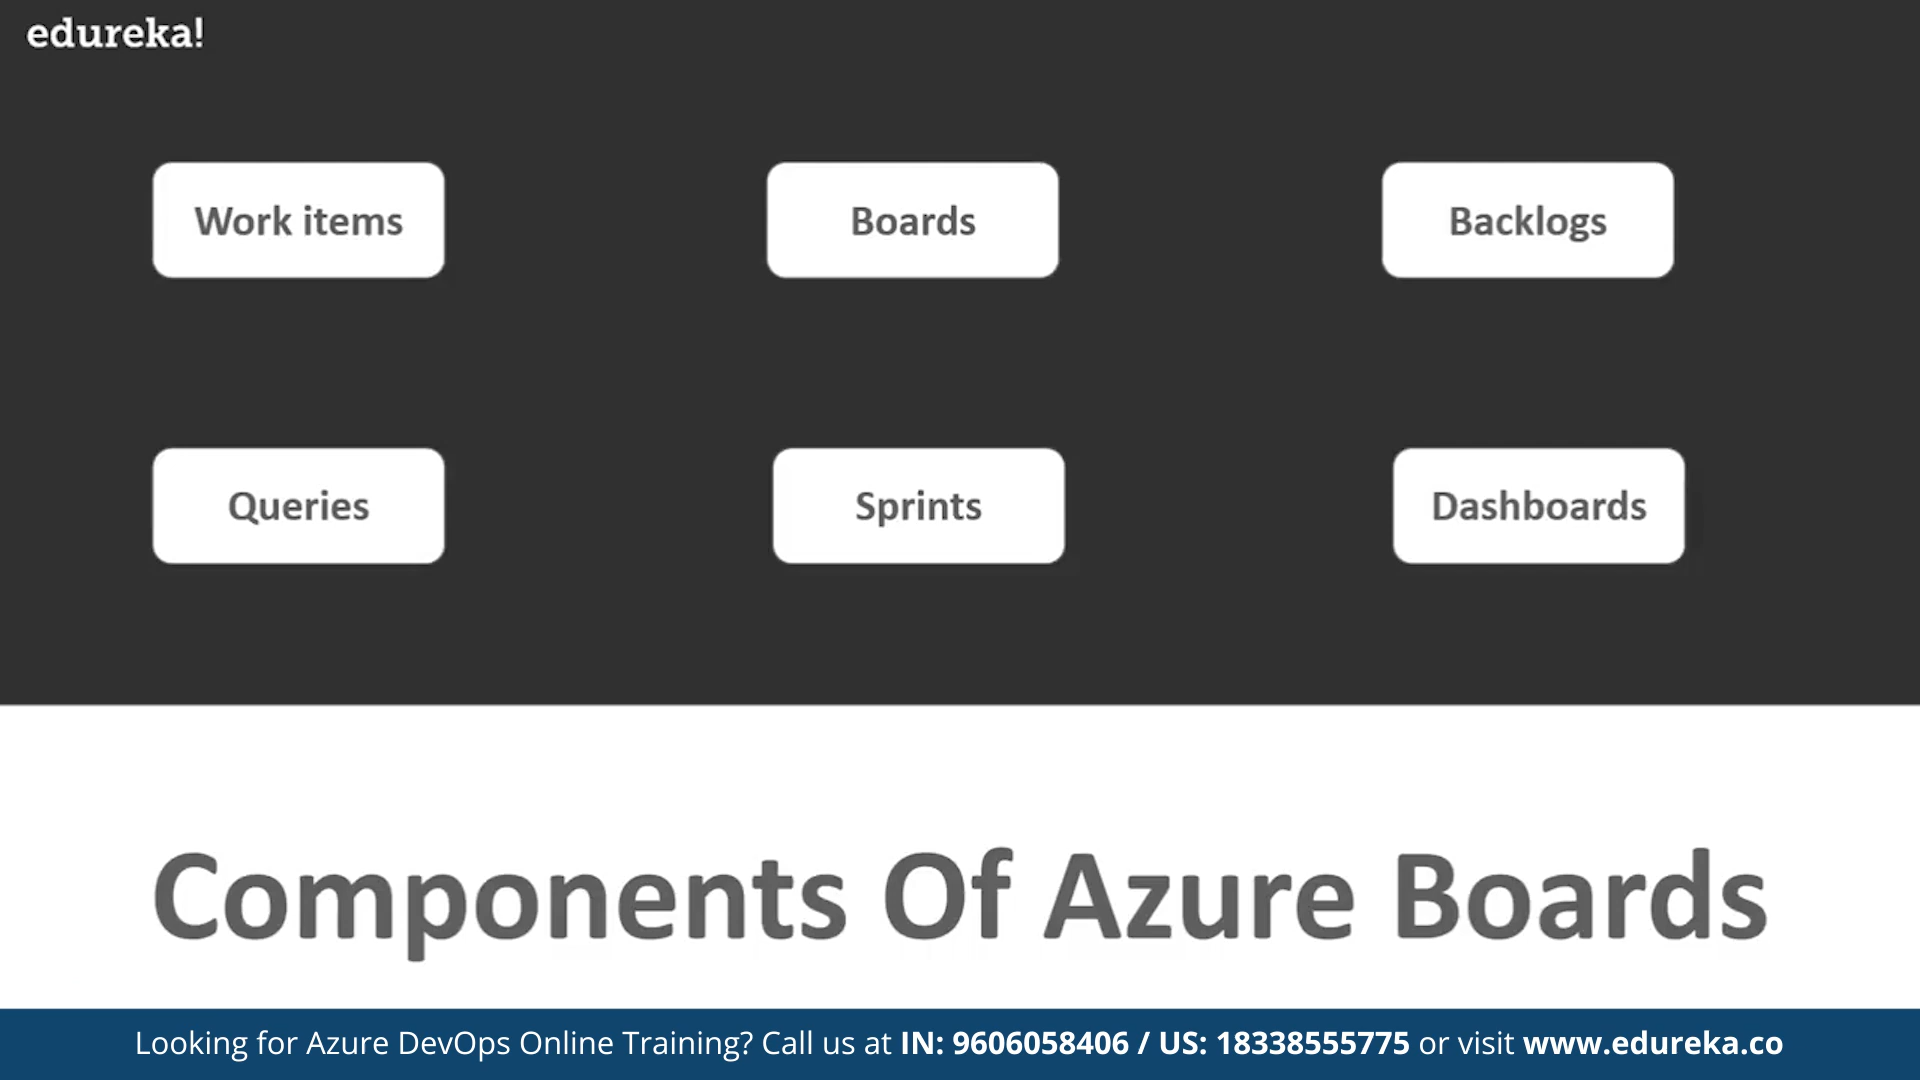 edureka!
Work items
Boards
Backlogs
Queries
Sprints
Dashboards
Components Of Azure Boards
Looking for Azure DevOps Online Training? Call us at IN: 9606058406 / US: 18338555775 or visit www.edureka.co